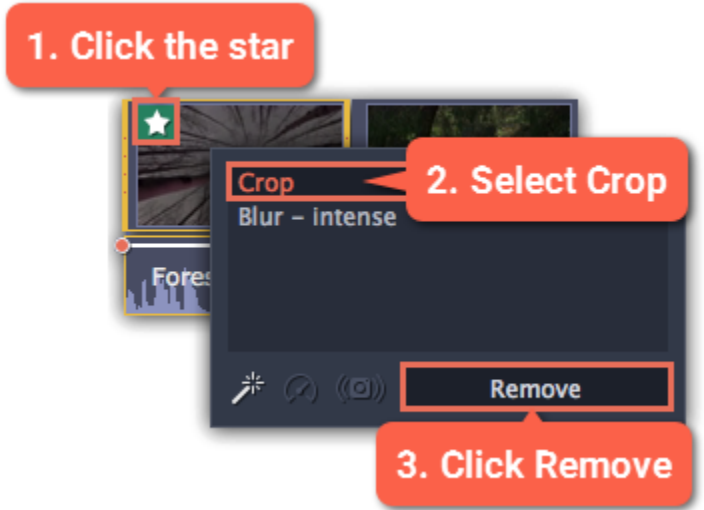 1. Click the star
Crop
2. Select Crop
Blur – intense
Fores
Remove
3. Click Remove